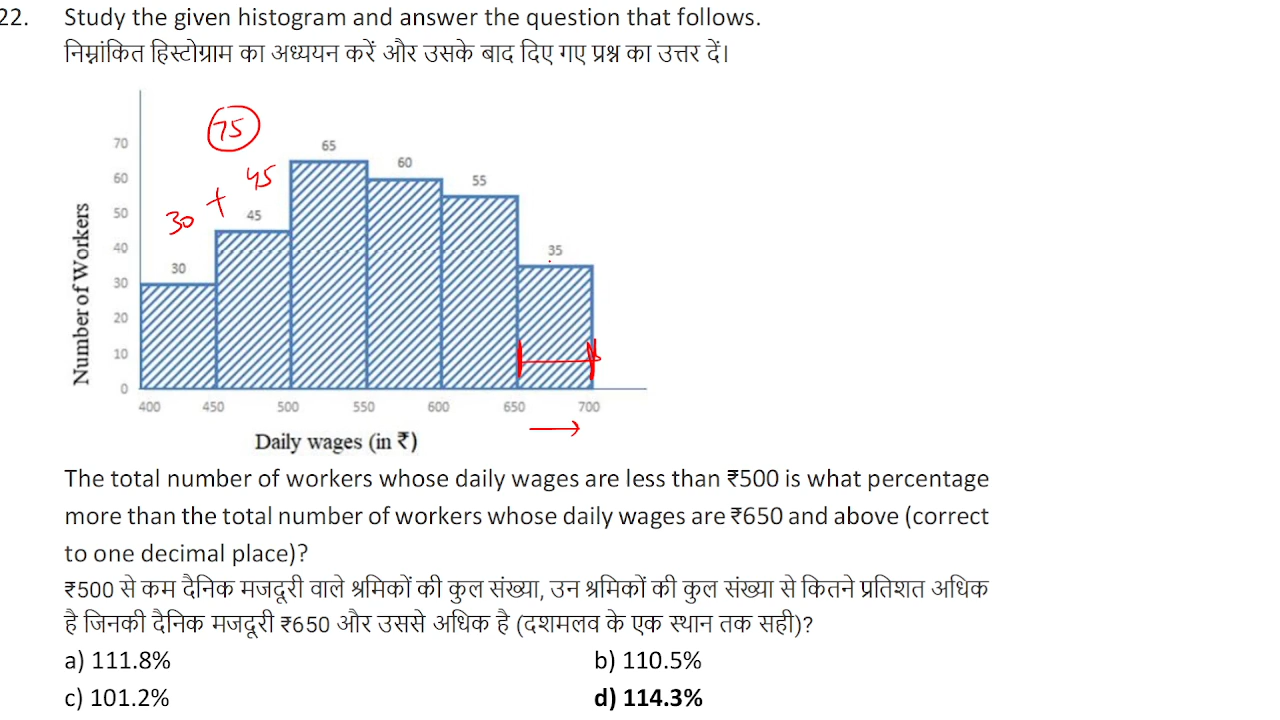 22. Study the given histogram and answer the question that follows.
निम्नांकित हिस्टोग्राम का अध्ययन करें और उसके बाद दिए गए प्रश्न का उत्तर दें।
75
70
65
60
60
55
45
50
45
30 +
40
35
30
30
20
10
0
Number of Workers
400 450 500 550 600 650 700
Daily wages (in ₹)
The total number of workers whose daily wages are less than ₹500 is what percentage
more than the total number of workers whose daily wages are ₹650 and above (correct
to one decimal place)?
₹500 से कम दैनिक मजदूरी वाले श्रमिकों की कुल संख्या, उन श्रमिकों की कुल संख्या से कितने प्रतिशत अधिक
है जिनकी दैनिक मजदूरी ₹650 और उससे अधिक है (दशमलव के एक स्थान तक सही)?
a) 111.8% b) 110.5%
c) 101.2% d) 114.3%